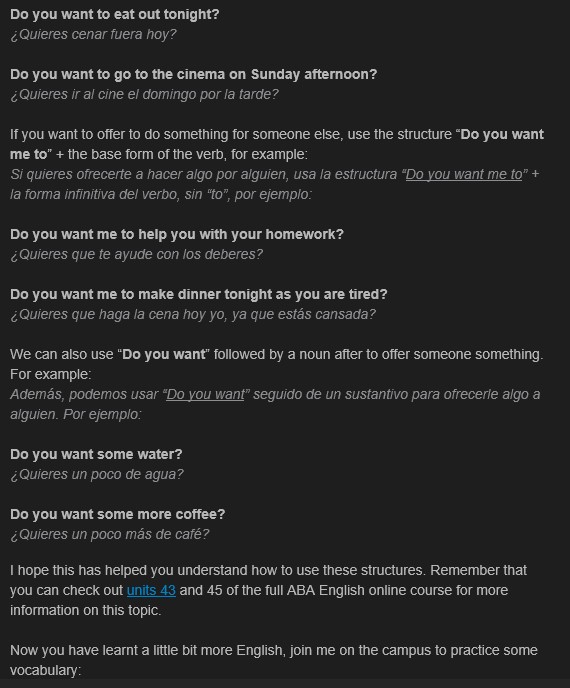 Do you want to eat out tonight?
¿Quieres cenar fuera hoy?
Do you want to go to the cinema on Sunday afternoon?
¿Quieres ir al cine el domingo por la tarde?
If you want to offer to do something for someone else, use the structure “Do you want
me to” + the base form of the verb, for example:
Si quieres ofrecerte a hacer algo por alguien, usa la estructura “Do you want me to” +
la forma infinitiva del verbo, sin “to”, por ejemplo:
Do you want me to help you with your homework?
¿Quieres que te ayude con los deberes?
Do you want me to make dinner tonight as you are tired?
¿Quieres que haga la cena hoy yo, ya que estás cansada?
We can also use “Do you want” followed by a noun after to offer someone something.
For example:
Además, podemos usar “Do you want” seguido de un sustantivo para ofrecerle algo a
alguien. Por ejemplo:
Do you want some water?
¿Quieres un poco de agua?
Do you want some more coffee?
¿Quieres un poco más de café?
I hope this has helped you understand how to use these structures. Remember that
you can check out units 43 and 45 of the full ABA English online course for more
information on this topic.
Now you have learnt a little bit more English, join me on the campus to practice some
vocabulary: